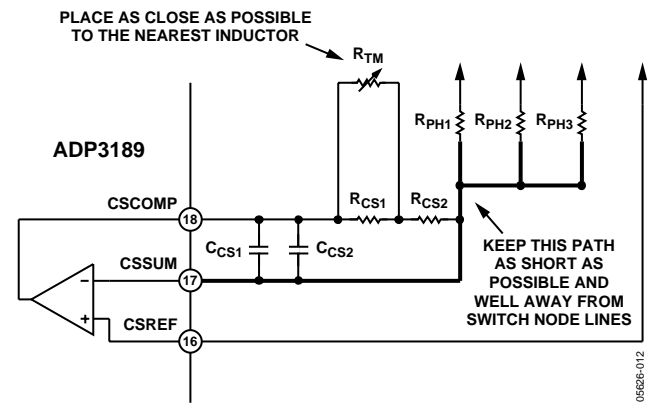 PLACE AS CLOSE AS POSSIBLE
TO THE NEAREST INDUCTOR
RTM
RPH1
RPH2
RPH3
ADP3189
CSCOMP
18
RCS1
RCS2
CCS1
CCS2
KEEP THIS PATH
AS SHORT AS
POSSIBLE AND
WELL AWAY FROM
SWITCH NODE LINES
CSSUM
17
–
+
CSREF
16
05626-012